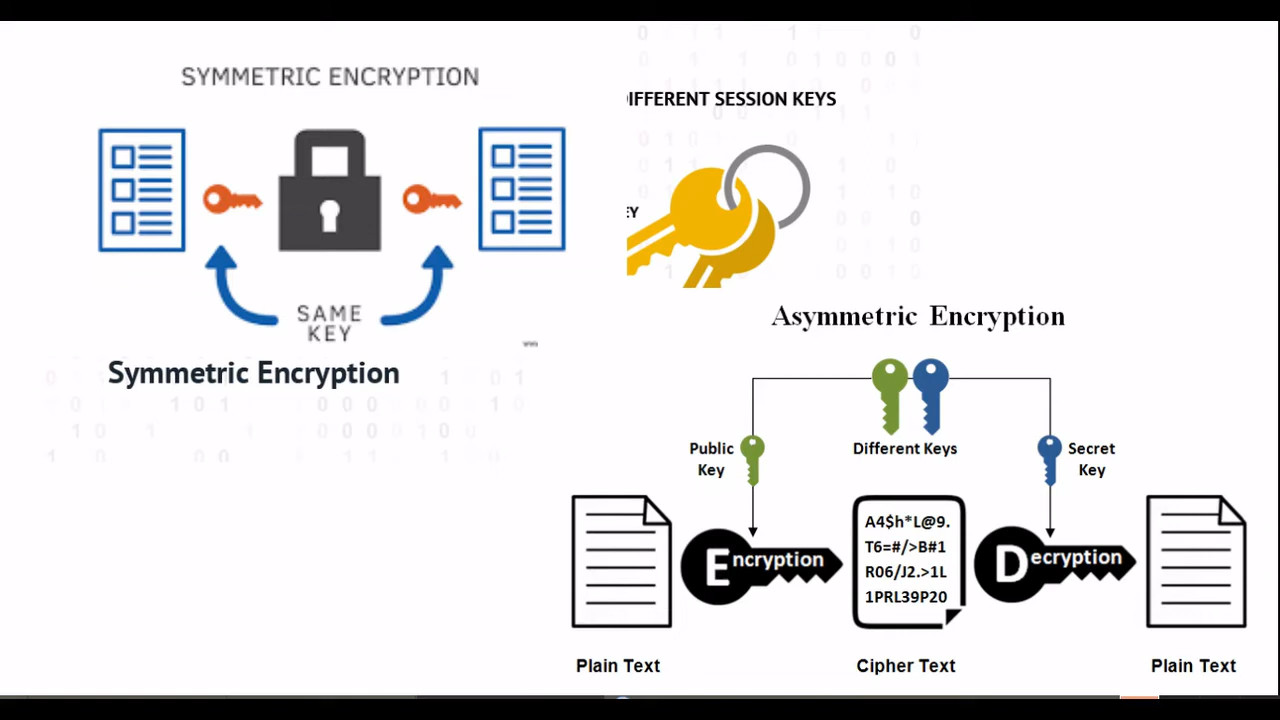 SYMMETRIC ENCRYPTION
SAME
KEY
Symmetric Encryption
IFFERENT SESSION KEYS
EY
Asymmetric Encryption
Public
Key
Different Keys
Secret
Key
A4$h*L@9.
T6=#/>B#1
R06/J2.>1L
1PRL39P20
Encryption
Decryption
Plain Text
Cipher Text
Plain Text